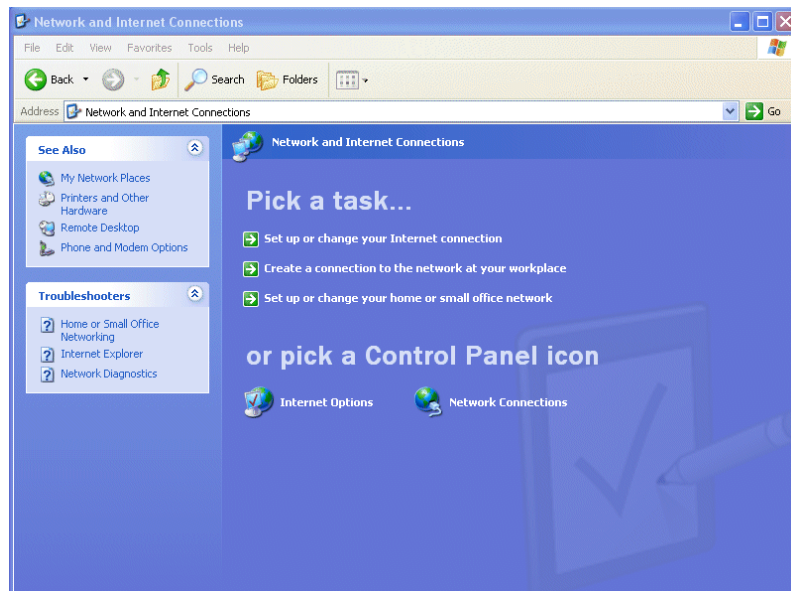 Network and Internet Connections
File Edit View Favorites Tools Help
Back Search Folders
Address Network and Internet Connections Go
See Also
My Network Places
Printers and Other
Hardware
Remote Desktop
Phone and Modem Options
Troubleshooters
Home or Small Office
Networking
Internet Explorer
Network Diagnostics
Network and Internet Connections
Pick a task...
Set up or change your Internet connection
Create a connection to the network at your workplace
Set up or change your home or small office network
or pick a Control Panel icon
Internet Options Network Connections